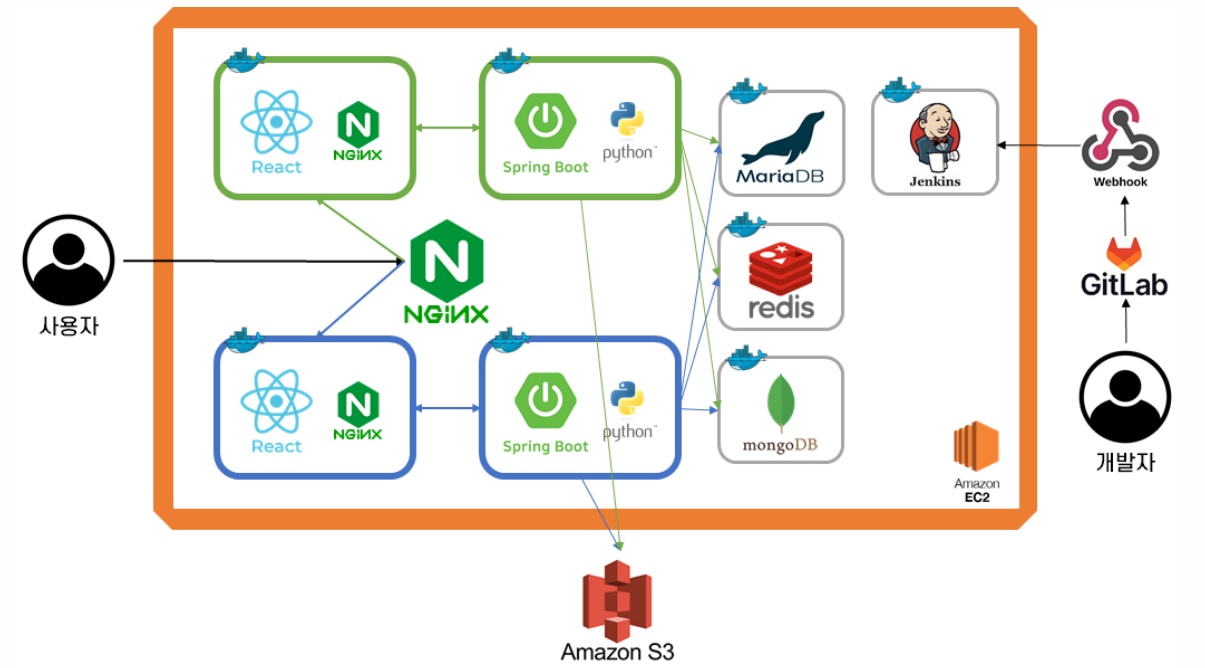 React
NGiNX
Spring Boot
python
MariaDB
Jenkins
Webhook
사용자
NGiNX
redis
GitLab
React
NGiNX
Spring Boot
python
mongoDB
개발자
Amazon
EC2
Amazon S3